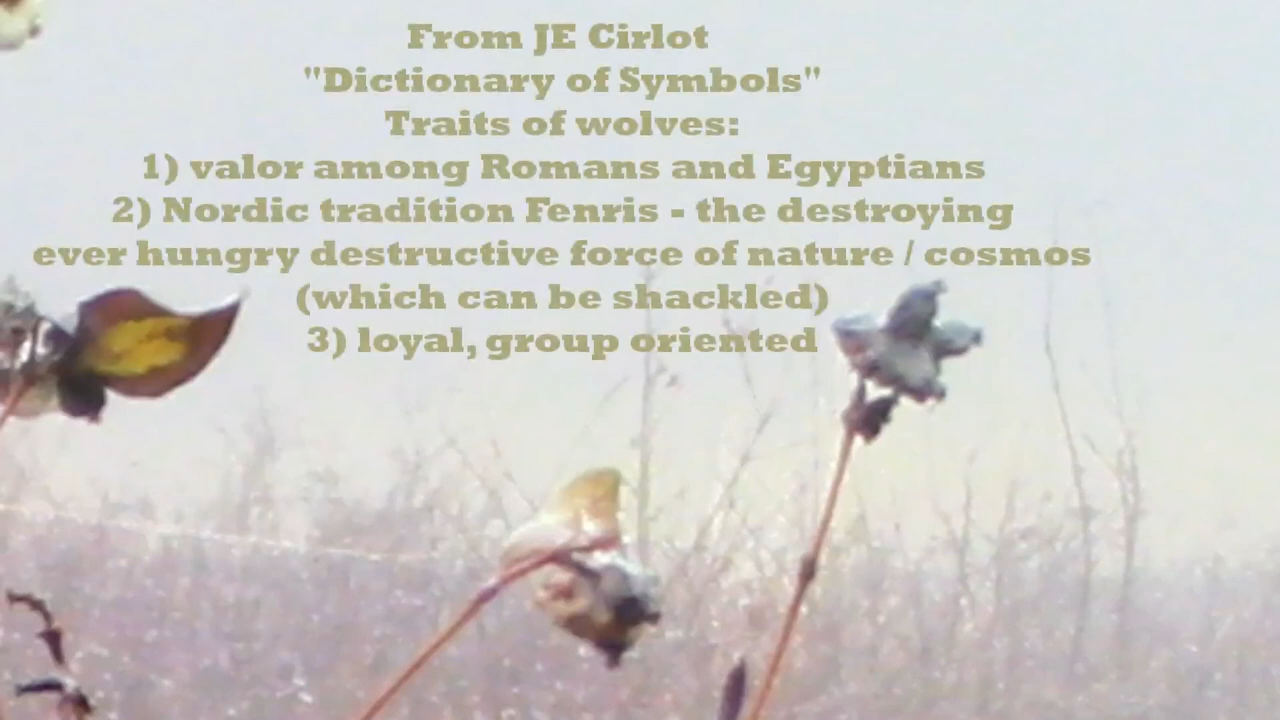 From JE Cirlot
"Dictionary of Symbols"
Traits of wolves:
1) valor among Romans and Egyptians
2) Nordic tradition Fenris - the destroying
ever hungry destructive force of nature / cosmos
(which can be shackled)
3) loyal, group oriented